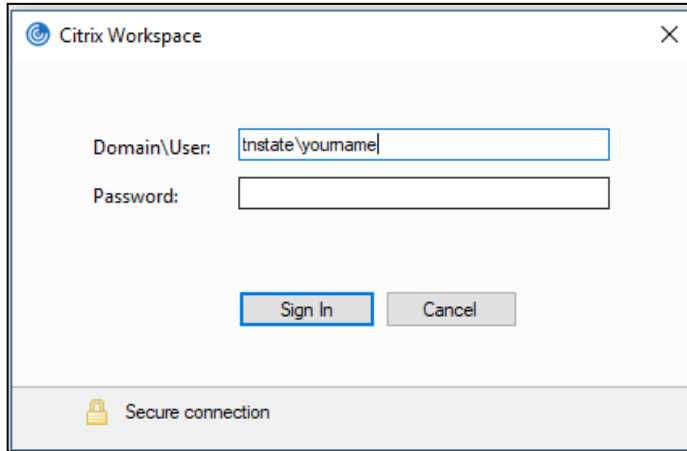 Citrix Workspace
Domain\User: tnstate\yourname
Password:
Sign In Cancel
Secure connection